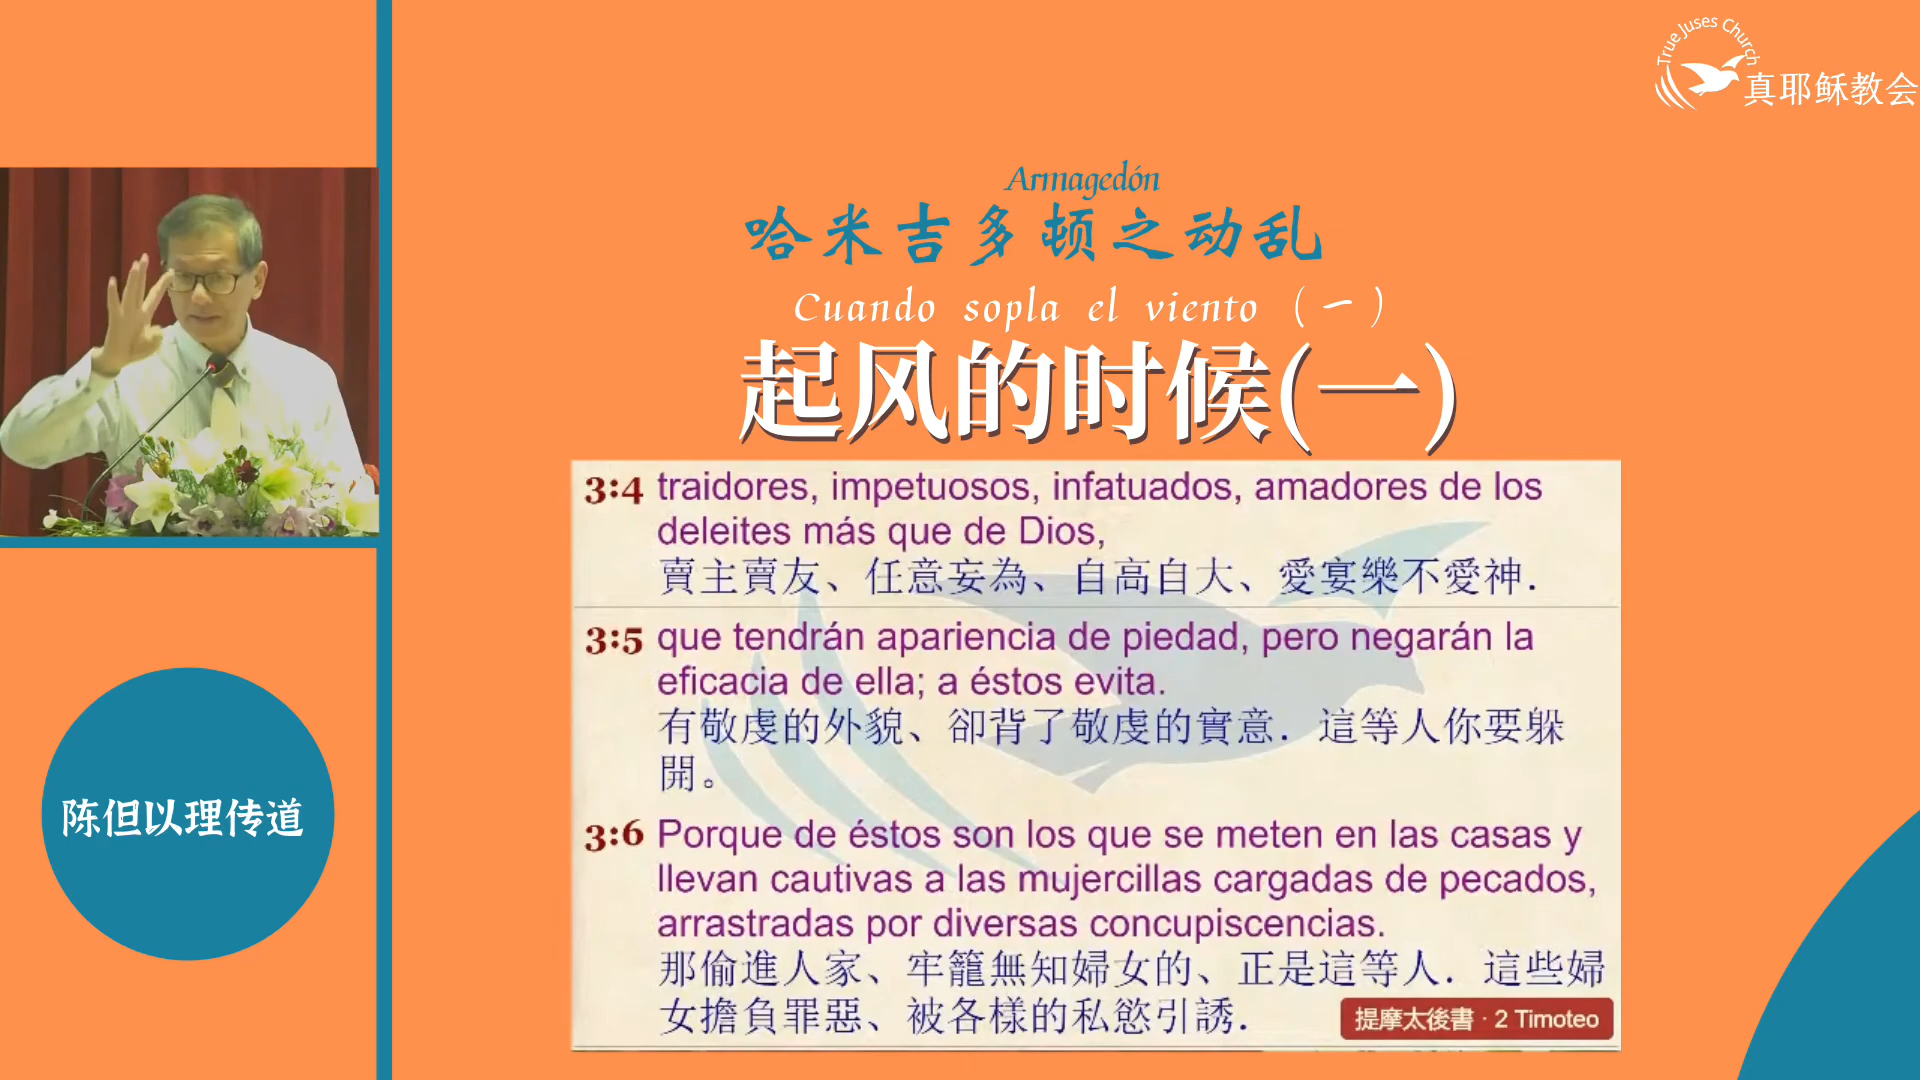 True Juses Church
真耶稣教会
Armagedón
哈米吉多顿之动乱
Cuando sopla el viento (一)
起风的时候(一)
3:4 traidores, impetuosos, infatuados, amadores de los
deleites más que de Dios,
賣主賣友、任意妄為、自高自大、愛宴樂不愛神．
3:5 que tendrán apariencia de piedad, pero negarán la
eficacia de ella; a éstos evita.
有敬虔的外貌、卻背了敬虔的實意．這等人你要躲
開。
3:6 Porque de éstos son los que se meten en las casas y
llevan cautivas a las mujercillas cargadas de pecados,
arrastradas por diversas concupiscencias.
那偷進人家、牢籠無知婦女的、正是這等人．這些婦
女擔負罪惡、被各樣的私慾引誘．
提摩太後書 · 2 Timoteo
陈但以理传道